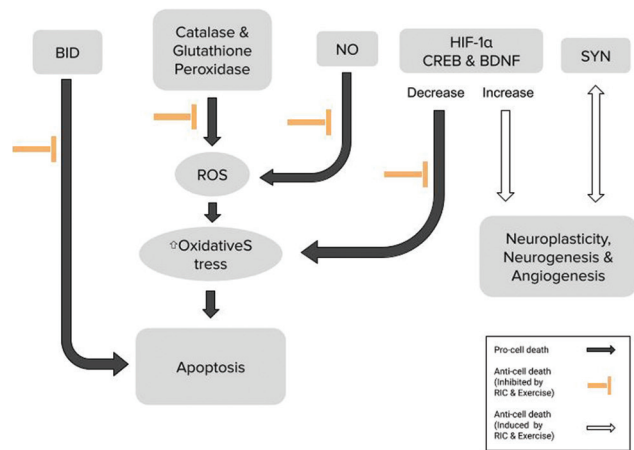 BID
Catalase &
Glutathione
Peroxidase
NO
HIF-1α
CREB & BDNF
SYN
Decrease
Increase
ROS
⇧OxidativeS
tress
Neuroplasticity,
Neurogenesis &
Angiogenesis
Apoptosis
Pro-cell death
Anti-cell death
(Inhibited by
RIC & Exercise)
Anti-cell death
(Induced by
RIC & Exercise)